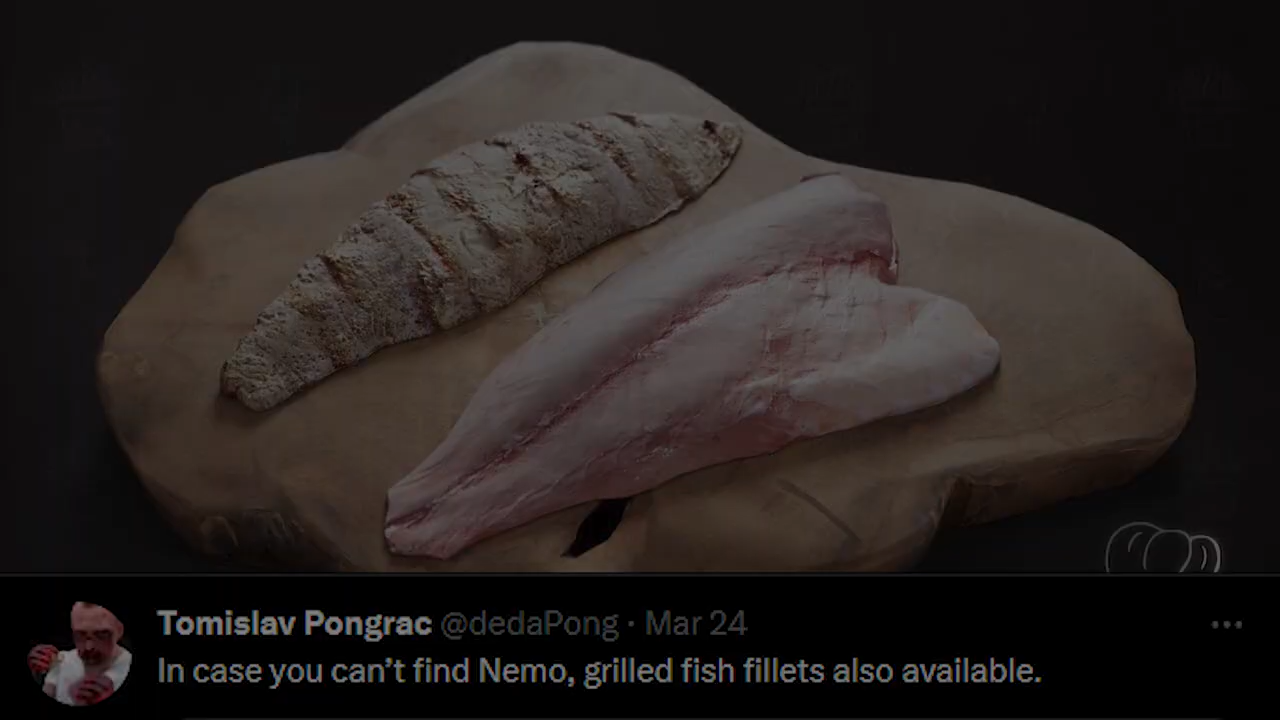 Tomislav Pongrac @dedaPong · Mar 24
In case you can't find Nemo, grilled fish fillets also available.